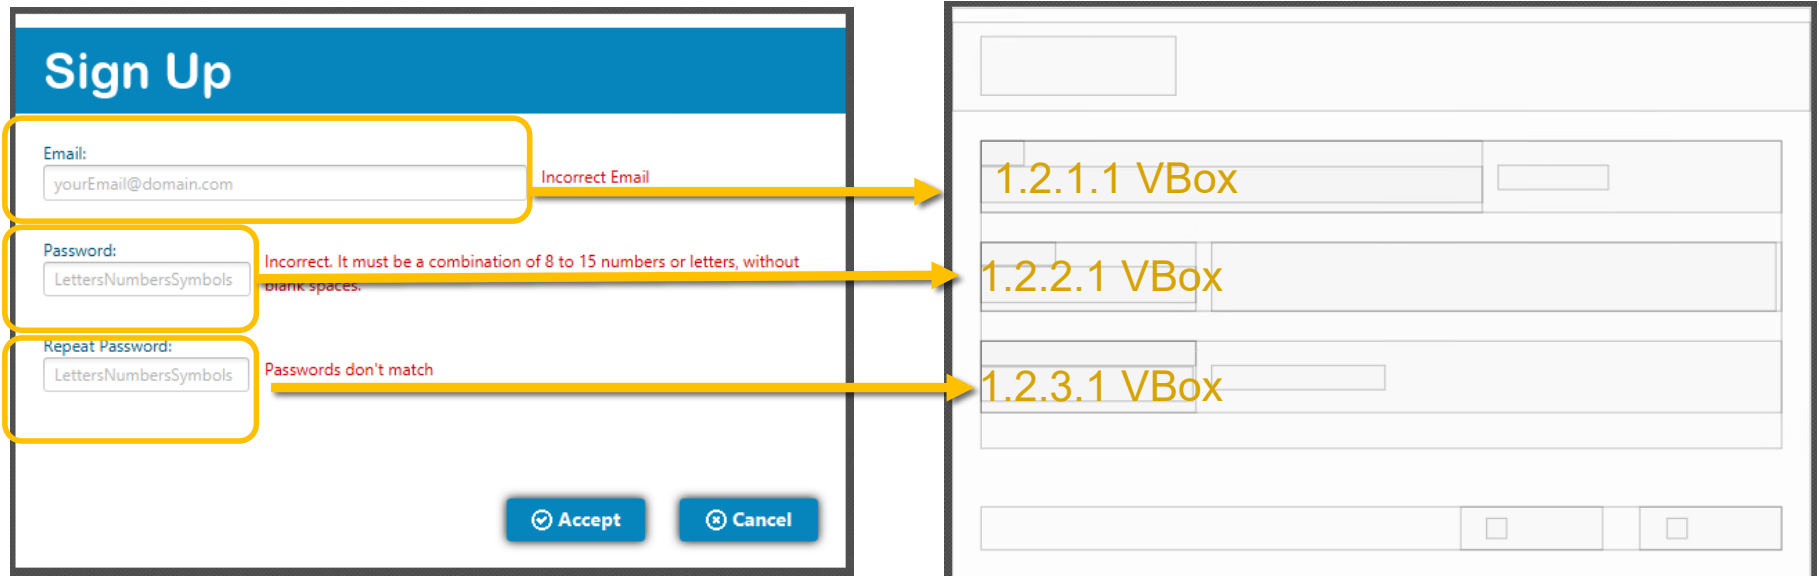 Sign Up
Email:
yourEmail@domain.com
Incorrect Email
Password:
LettersNumbersSymbols
Incorrect. It must be a combination of 8 to 15 numbers or letters, without
blank spaces.
Repeat Password:
LettersNumbersSymbols
Passwords don't match
Accept
Cancel
1.2.1.1 VBox
1.2.2.1 VBox
1.2.3.1 VBox